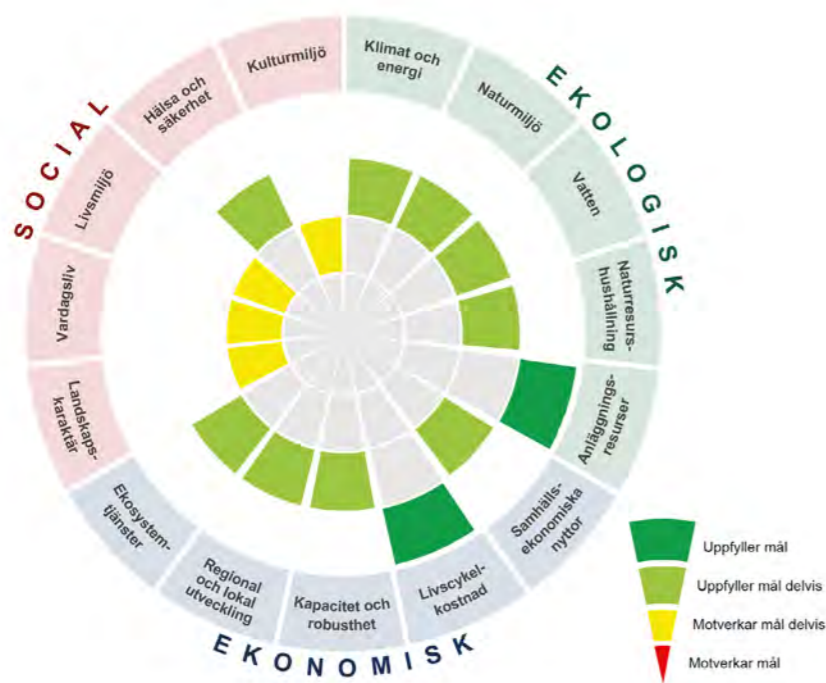 SOCIAL
EKOLOGISK
EKONOMISK
Klimat och
energi
Naturmiljö
Vatten
Naturresurs-
hushållning
Anläggnings-
resurser
Samhälls-
ekonomiska
nyttor
Livscykel-
kostnad
Kapacitet och
robusthet
Regional
och lokal
utveckling
Ekosystem-
tjänster
Landskaps-
karaktär
Vardagsliv
Livsmiljö
Hälsa och
säkerhet
Kulturmiljö
Uppfyller mål
Uppfyller mål delvis
Motverkar mål delvis
Motverkar mål